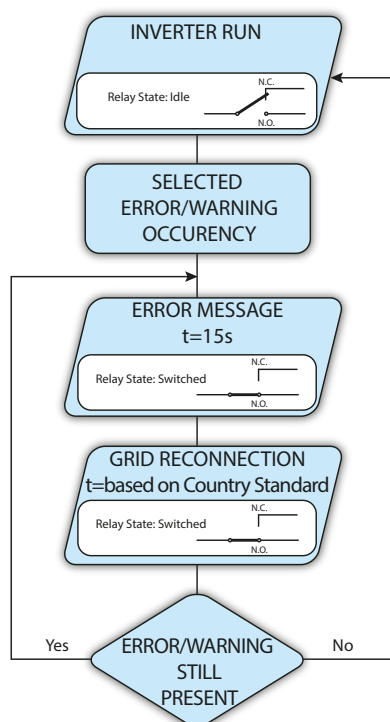 INVERTER RUN
N.C.
Relay State: Idle
N.O.
SELECTED
ERROR/WARNING
OCCURENCY
ERROR MESSAGE
t=15s
N.C.
Relay State: Switched
N.O.
GRID RECONNECTION
t=based on Country Standard
N.C.
Relay State: Switched
N.O.
Yes
No
ERROR/WARNING
STILL
PRESENT